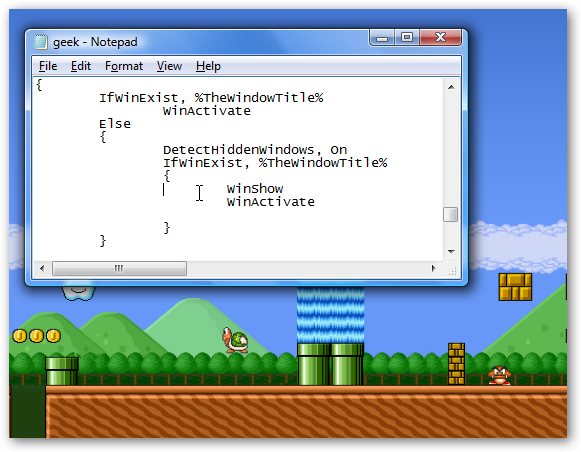 geek - Notepad
File Edit Format View Help
{
IfWinExist, %TheWindowTitle%
WinActivate
Else
{
DetectHiddenWindows, On
IfWinExist, %TheWindowTitle%
{
WinShow
WinActivate
}
}